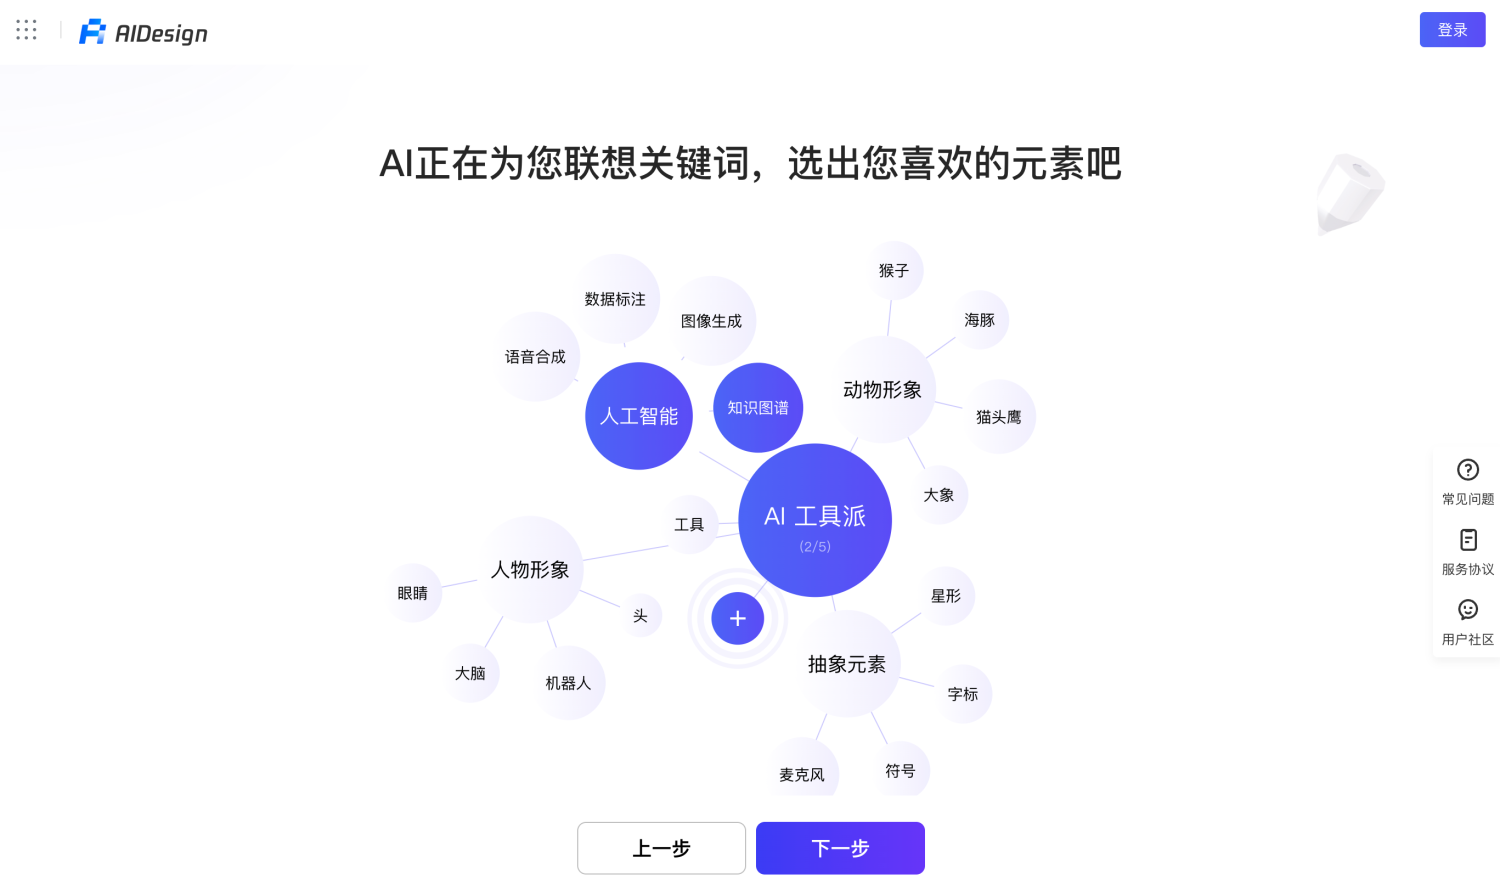 AIDesign
登录
AI正在为您联想关键词，选出您喜欢的元素吧
猴子
数据标注
图像生成
海豚
语音合成
动物形象
知识图谱
人工智能
猫头鹰
大象
AI 工具派
(2/5)
工具
人物形象
眼睛
头
+
星形
抽象元素
大脑
机器人
字标
麦克风
符号
常见问题
服务协议
用户社区
上一步
下一步